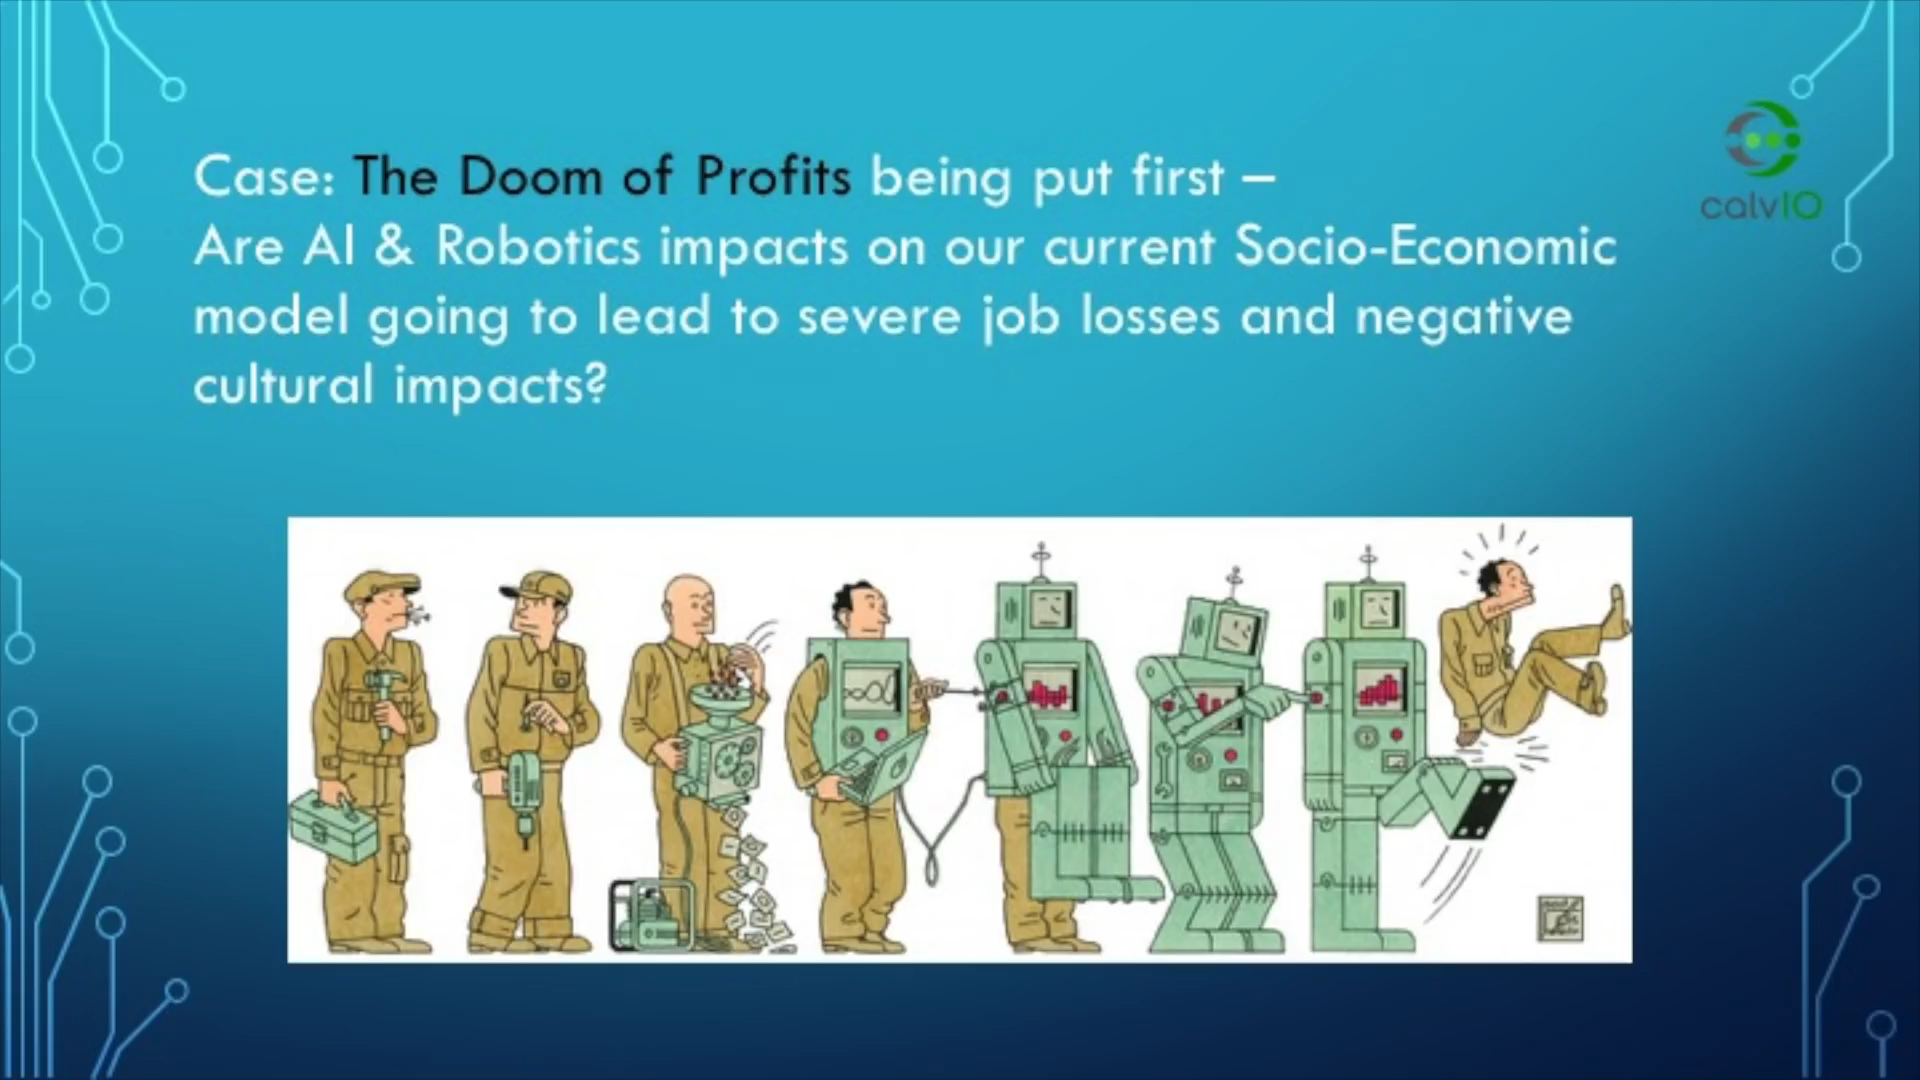 Case: The Doom of Profits being put first –
Are AI & Robotics impacts on our current Socio-Economic
model going to lead to severe job losses and negative
cultural impacts?
calvIO